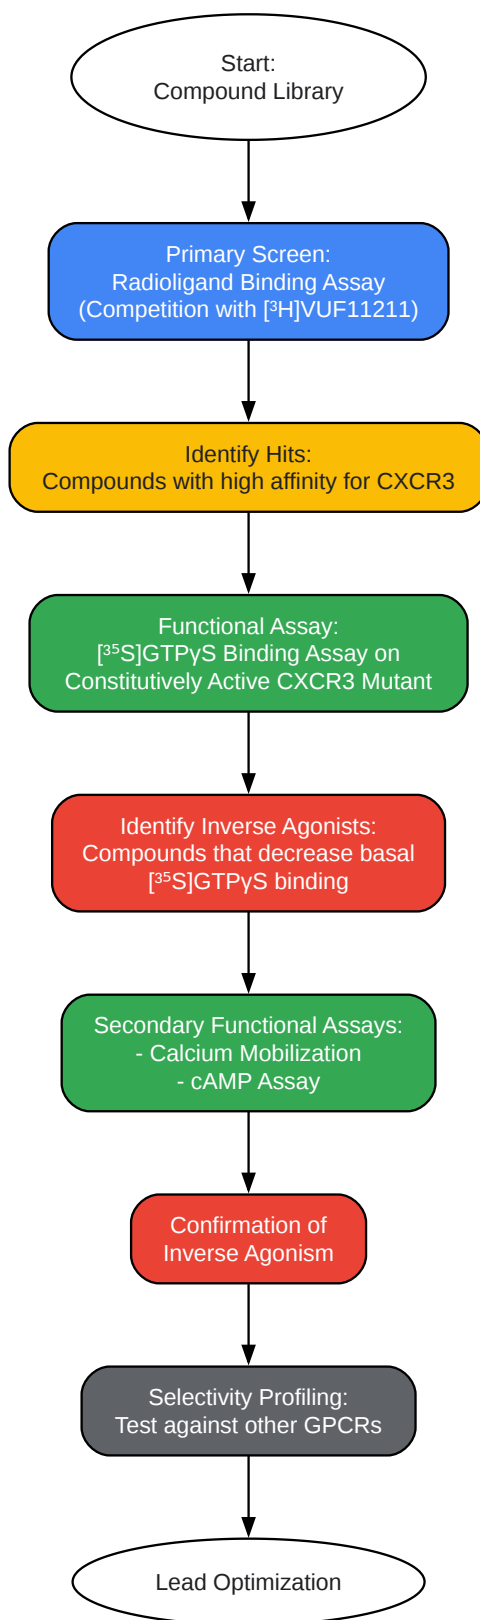 Start:
Compound Library
Primary Screen:
Radioligand Binding Assay
(Competition with [³H]VUF11211)
Identify Hits:
Compounds with high affinity for CXCR3
Functional Assay:
[³⁵S]GTPγS Binding Assay on
Constitutively Active CXCR3 Mutant
Identify Inverse Agonists:
Compounds that decrease basal
[³⁵S]GTPγS binding
Secondary Functional Assays:
- Calcium Mobilization
- cAMP Assay
Confirmation of
Inverse Agonism
Selectivity Profiling:
Test against other GPCRs
Lead Optimization